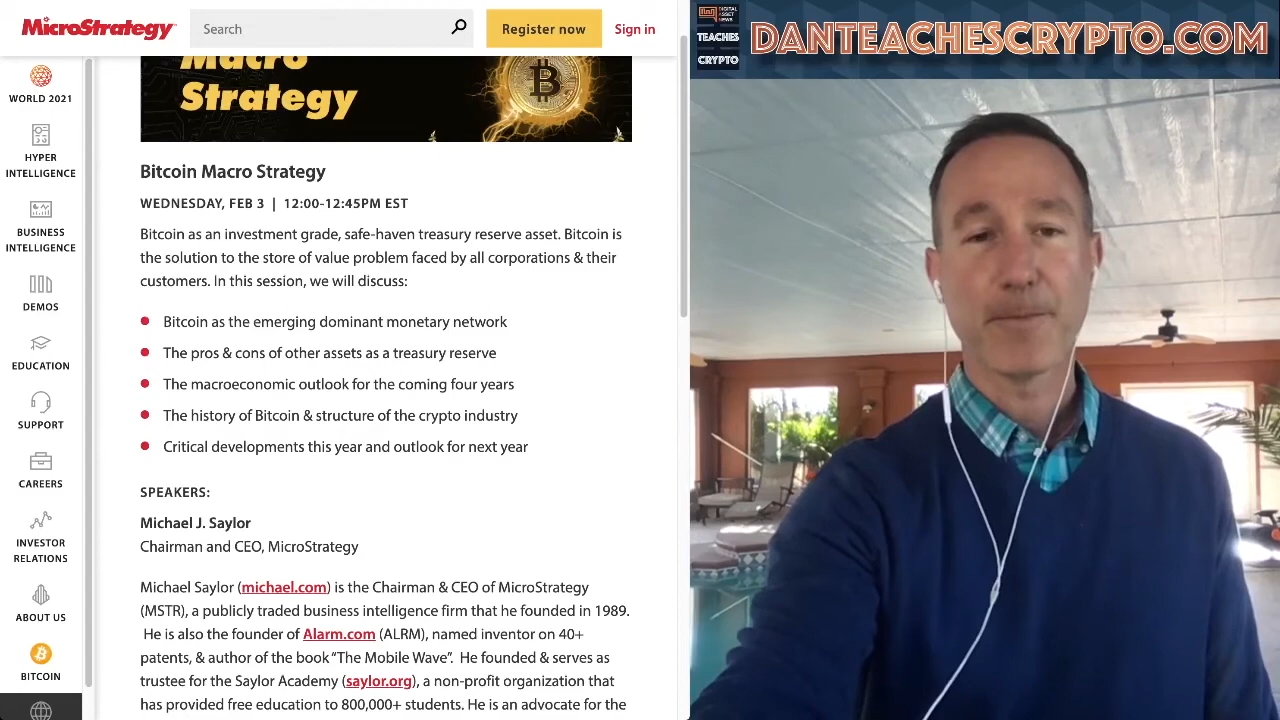 MicroStrategy
Search
Register now
Sign in
WORLD 2021
HYPER
INTELLIGENCE
BUSINESS
INTELLIGENCE
DEMOS
EDUCATION
SUPPORT
CAREERS
INVESTOR
RELATIONS
ABOUT US
BITCOIN
Macro
Strategy
Bitcoin Macro Strategy
WEDNESDAY, FEB 3 | 12:00-12:45PM EST
Bitcoin as an investment grade, safe-haven treasury reserve asset. Bitcoin is
the solution to the store of value problem faced by all corporations & their
customers. In this session, we will discuss:
Bitcoin as the emerging dominant monetary network
The pros & cons of other assets as a treasury reserve
The macroeconomic outlook for the coming four years
The history of Bitcoin & structure of the crypto industry
Critical developments this year and outlook for next year
SPEAKERS:
Michael J. Saylor
Chairman and CEO, MicroStrategy
Michael Saylor (michael.com) is the Chairman & CEO of MicroStrategy
(MSTR), a publicly traded business intelligence firm that he founded in 1989.
He is also the founder of Alarm.com (ALRM), named inventor on 40+
patents, & author of the book "The Mobile Wave". He founded & serves as
trustee for the Saylor Academy (saylor.org), a non-profit organization that
has provided free education to 800,000+ students. He is an advocate for the
DIGITAL
ASSET
NEWS
TEACHES
CRYPTO
DANTEACHESCRYPTO.COM